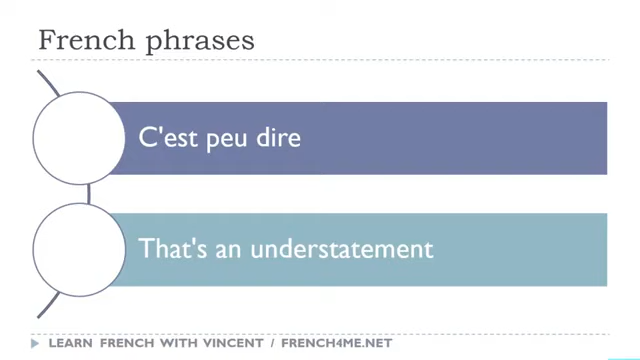 French phrases
C'est peu dire
That's an understatement
LEARN FRENCH WITH VINCENT / FRENCH4ME.NET